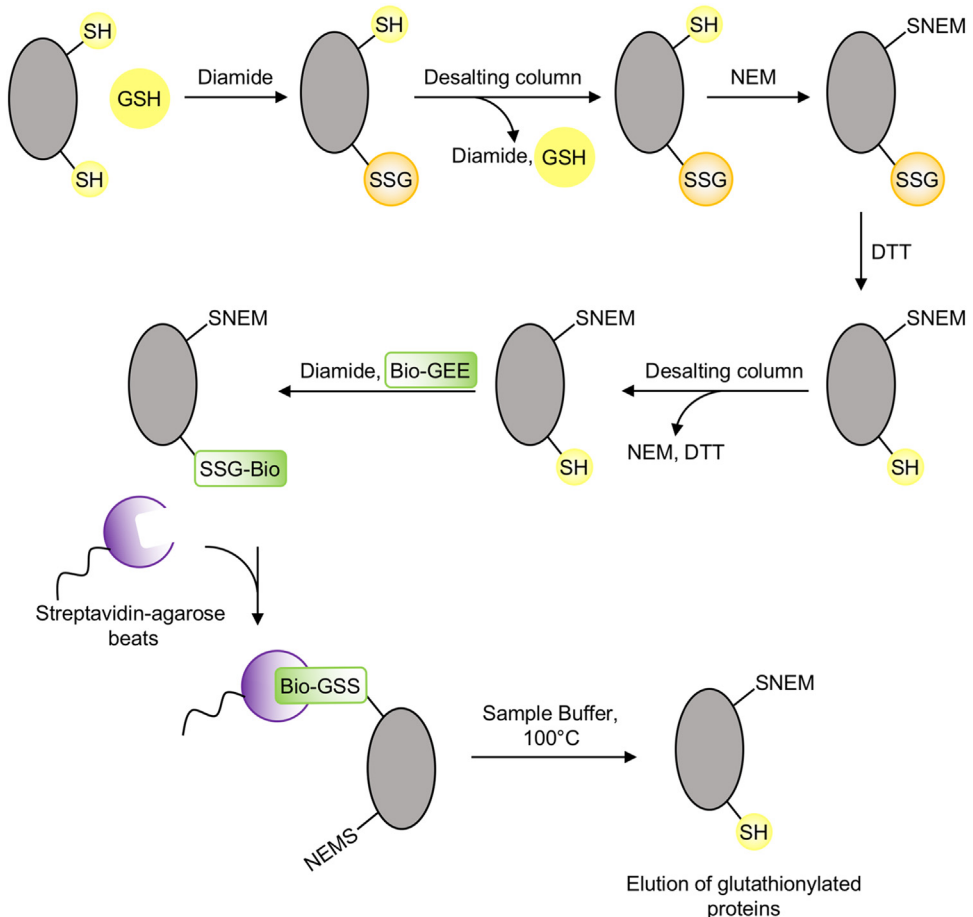 SH
GSH
SH
Diamide
SH
SSG
Desalting column
Diamide, GSH
SH
SSG
NEM
SNEM
SSG
DTT
SNEM
SH
Desalting column
NEM, DTT
SNEM
SH
Diamide, Bio-GEE
SNEM
SSG-Bio
Streptavidin-agarose
beats
Bio-GSS
NEMS
Sample Buffer,
100°C
SNEM
SH
Elution of glutathionylated
proteins